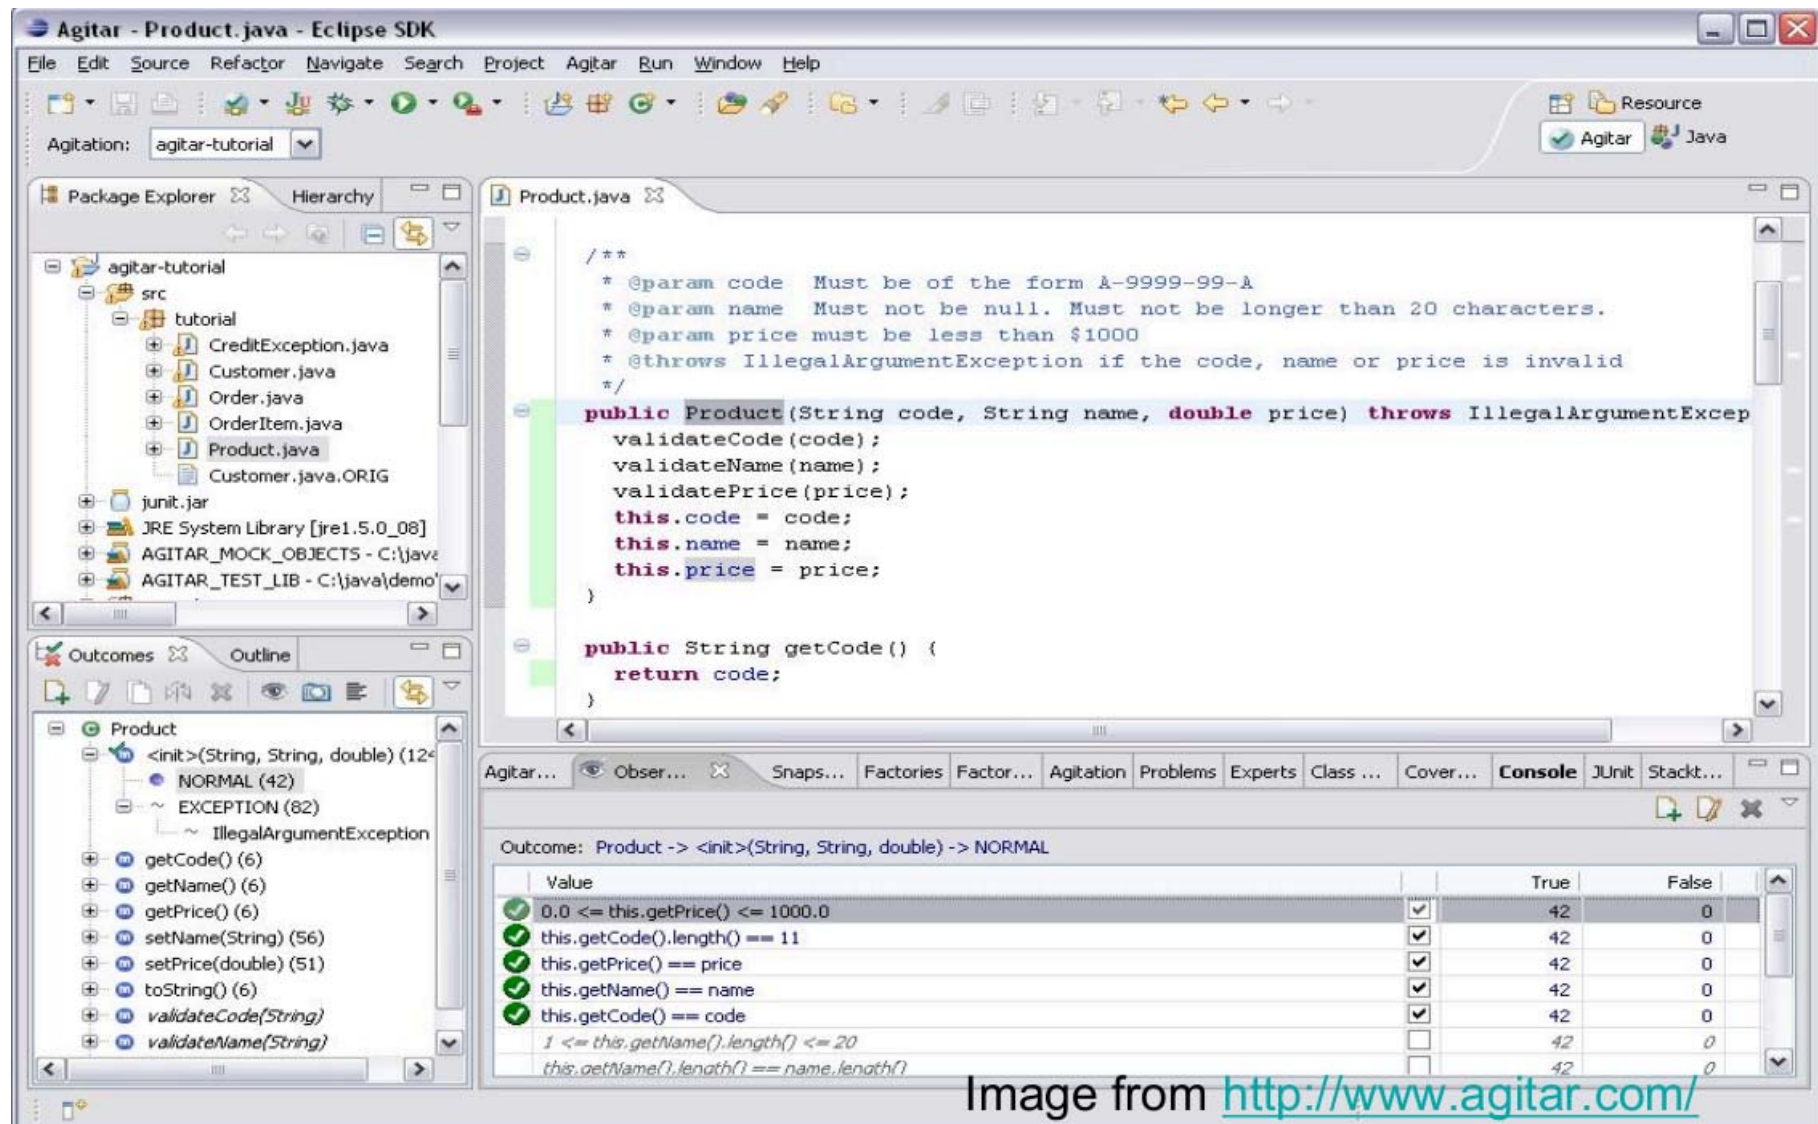 Agitar - Product.java - Eclipse SDK
File Edit Source Refactor Navigate Search Project Agitar Run Window Help
Resource
Agitation: agitar-tutorial
Agitar Java
Package Explorer Hierarchy
agitar-tutorial
src
tutorial
CreditException.java
Customer.java
Order.java
OrderItem.java
Product.java
Customer.java.ORIG
junit.jar
JRE System Library [jre1.5.0_08]
AGITAR_MOCK_OBJECTS - C:\java
AGITAR_TEST_LIB - C:\java\demo'
Product.java
/**
* @param code Must be of the form A-9999-99-A
* @param name Must not be null. Must not be longer than 20 characters.
* @param price must be less than $1000
* @throws IllegalArgumentException if the code, name or price is invalid
*/
public Product(String code, String name, double price) throws IllegalArgumentExcep
validateCode(code);
validateName(name);
validatePrice(price);
this.code = code;
this.name = name;
this.price = price;
}
public String getCode() {
return code;
}
Outcomes Outline
Product
<init>(String, String, double) (124
NORMAL (42)
EXCEPTION (82)
IllegalArgumentException
getCode() (6)
getName() (6)
getPrice() (6)
setName(String) (56)
setPrice(double) (51)
toString() (6)
validateCode(String)
validateName(String)
Agitar... Obser... Snaps... Factories Factor... Agitation Problems Experts Class ... Cover... Console JUnit Stackt...
Outcome: Product -> <init>(String, String, double) -> NORMAL
Value True False
0.0 <= this.getPrice() <= 1000.0 42 0
this.getCode().length() == 11 42 0
this.getPrice() == price 42 0
this.getName() == name 42 0
this.getCode() == code 42 0
1 <= this.getName().length() <= 20 42 0
this.getName().length() == name.length() 42 0
Image from http://www.agitar.com/